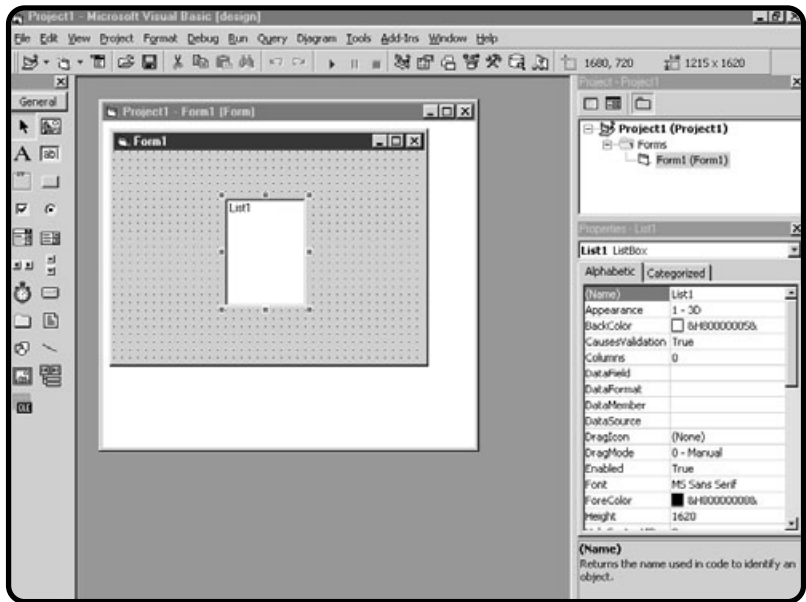 Project1 - Microsoft Visual Basic [design]
File Edit View Project Format Debug Run Query Diagram Tools Add-Ins Window Help
1680, 720 1215 x 1620
General
Project1 - Form1 (Form)
Form1
List1
Project - Project1
Project1 (Project1)
Forms
Form1 (Form1)
Properties - List1
List1 ListBox
Alphabetic Categorized
(Name) List1
Appearance 1 - 3D
BackColor &H80000005&
CausesValidation True
Columns 0
DataField
DataFormat
DataMember
DataSource
DragIcon (None)
DragMode 0 - Manual
Enabled True
Font MS Sans Serif
ForeColor &H80000008&
Height 1620
(Name)
Returns the name used in code to identify an
object.